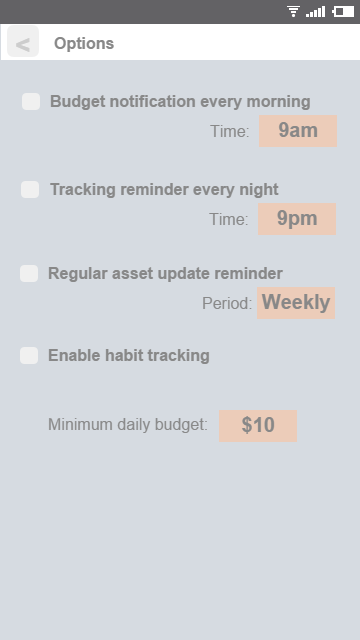 < Options
Budget notification every morning
Time: 9am
Tracking reminder every night
Time: 9pm
Regular asset update reminder
Period: Weekly
Enable habit tracking
Minimum daily budget: $10